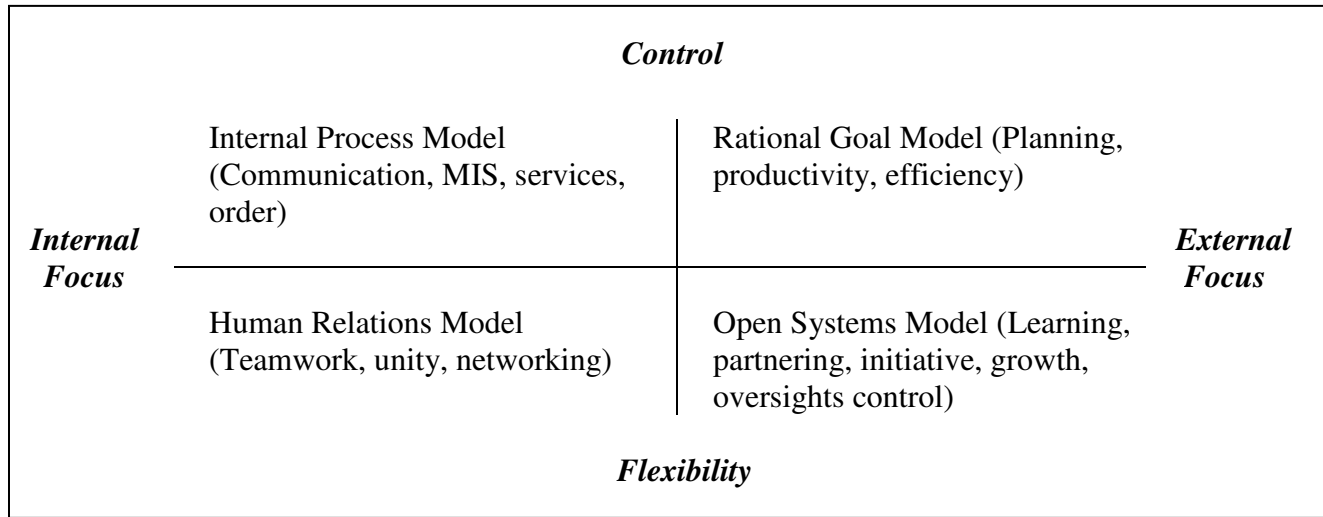 Control
Internal Process Model
(Communication, MIS, services,
order)
Rational Goal Model (Planning,
productivity, efficiency)
Internal
Focus
External
Focus
Human Relations Model
(Teamwork, unity, networking)
Open Systems Model (Learning,
partnering, initiative, growth,
oversights control)
Flexibility